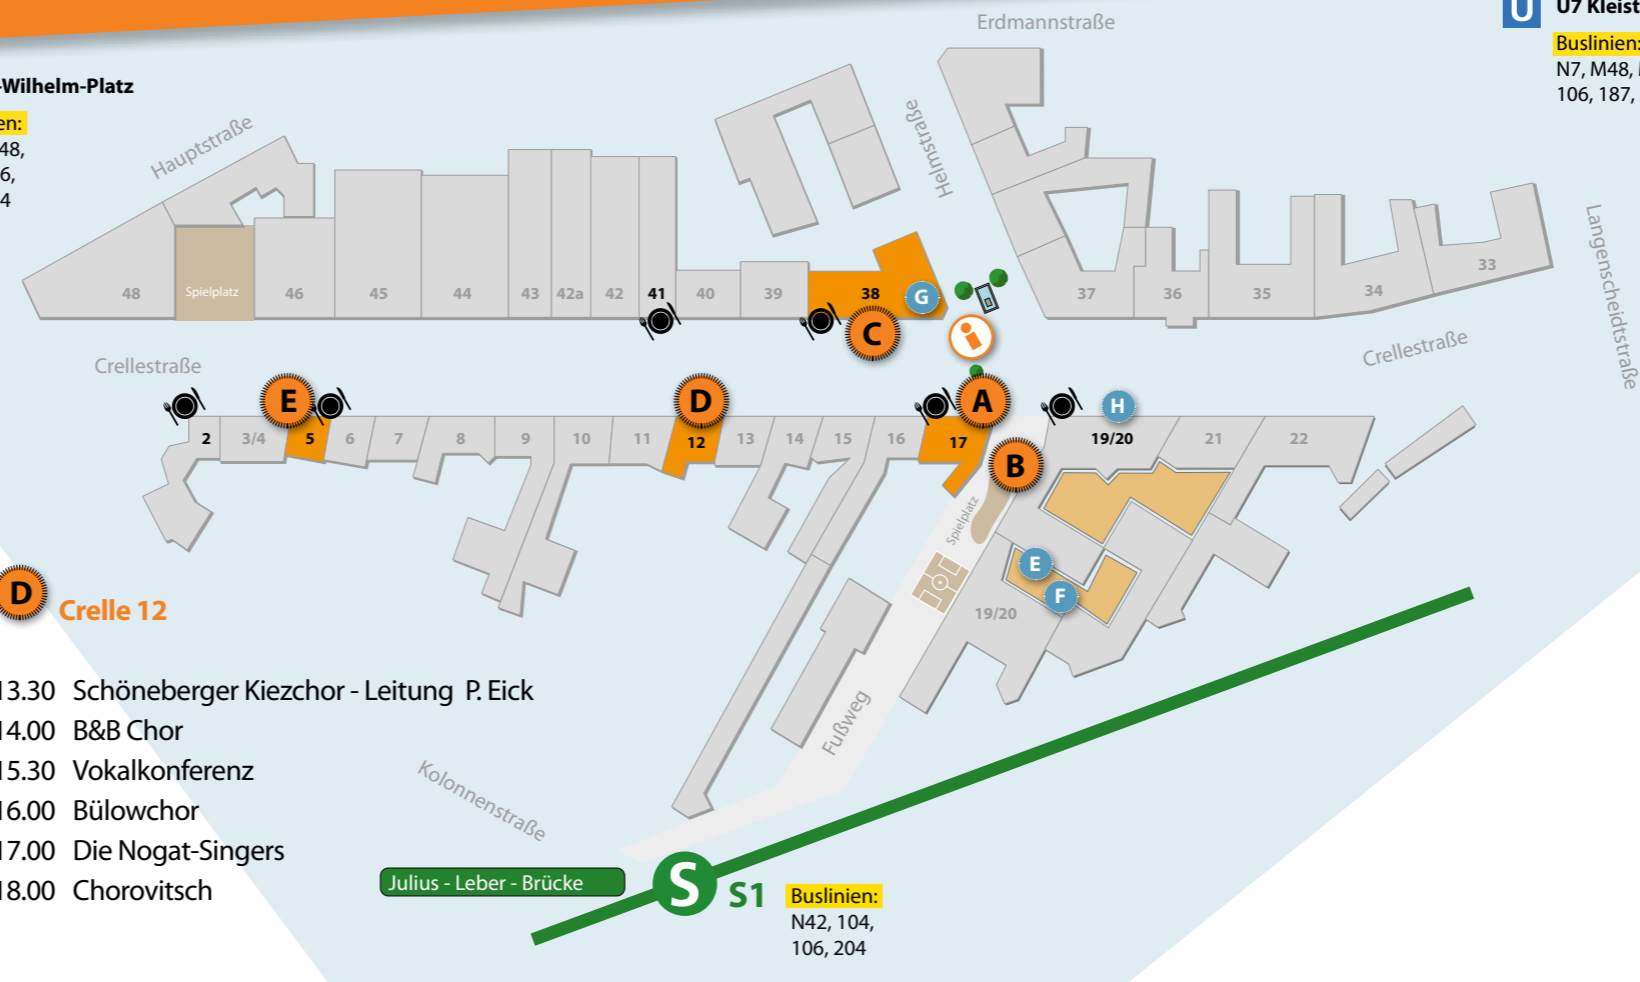 Erdmannstraße
U
U7 Kleist
Buslinien:
N7, M48,
106, 187,
-Wilhelm-Platz
en:
48,
6,
4
Hauptstraße
Helmstraße
Langenscheidtstraße
48
Spielplatz
46
45
44
43
42a
42
41
40
39
38
G
37
36
35
34
33
C
Crellestraße
Crellestraße
E
D
A
H
2
3/4
5
6
7
8
9
10
11
12
13
14
15
16
17
19/20
21
22
B
Spielplatz
E
F
19/20
D
Crelle 12
13.30 Schöneberger Kiezchor - Leitung P. Eick
14.00 B&B Chor
15.30 Vokalkonferenz
16.00 Bülowchor
17.00 Die Nogat-Singers
18.00 Chorovitsch
Fußweg
Kolonnenstraße
Julius - Leber - Brücke
S
S1
Buslinien:
N42, 104,
106, 204